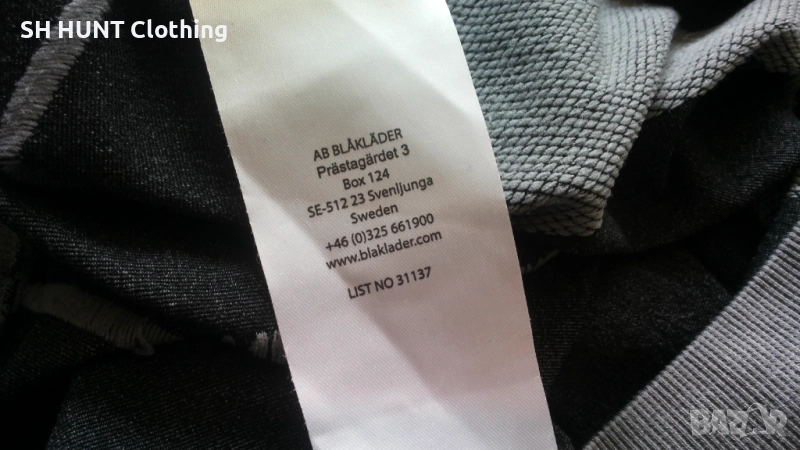 SH HUNT Clothing
AB BLÅKLÄDER
Prästagärdet 3
Box 124
SE-512 23 Svenljunga
Sweden
+46 (0)325 661900
www.blaklader.com
LIST NO 31137
BAZAR